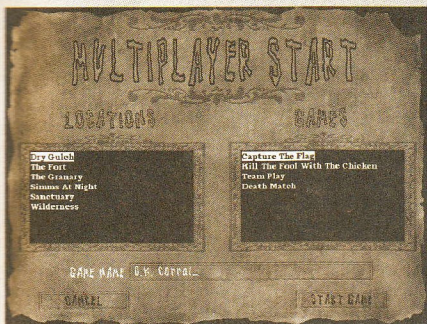 MULTIPLAYER START
LOCATIONS
GAMES
Dry Gulch
The Fort
The Granary
Simms At Night
Sanctuary
Wilderness
Capture The Flag
Kill The Fool With The Chicken
Team Play
Death Match
GAME NAME O.K. Corral_
CANCEL
START GAME